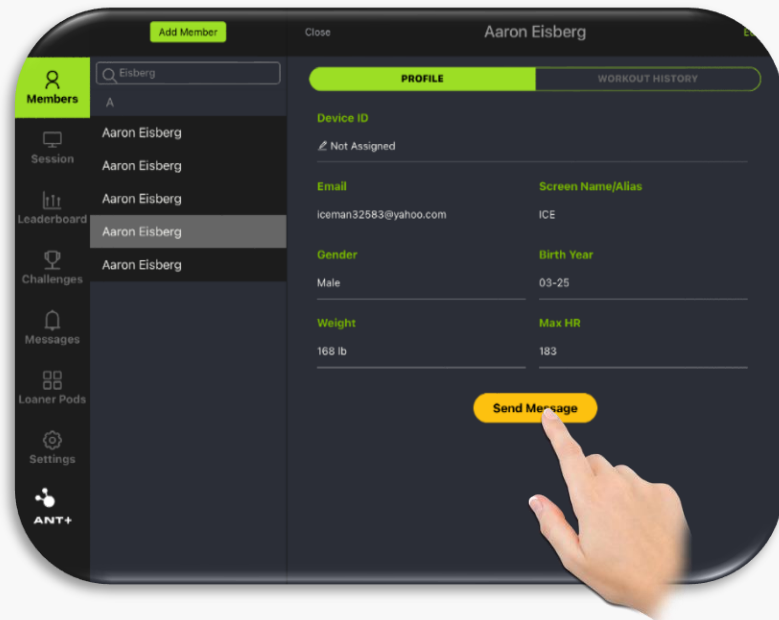 Add Member
Close
Aaron Eisberg
Members
Eisberg
A
PROFILE
WORKOUT HISTORY
Session
Aaron Eisberg
Aaron Eisberg
Aaron Eisberg
Aaron Eisberg
Aaron Eisberg
Device ID
Not Assigned
Leaderboard
Email
Screen Name/Alias
iceman32583@yahoo.com
ICE
Challenges
Gender
Birth Year
Male
03-25
Messages
Weight
Max HR
168 lb
183
Loaner Pods
Send Message
Settings
ANT+